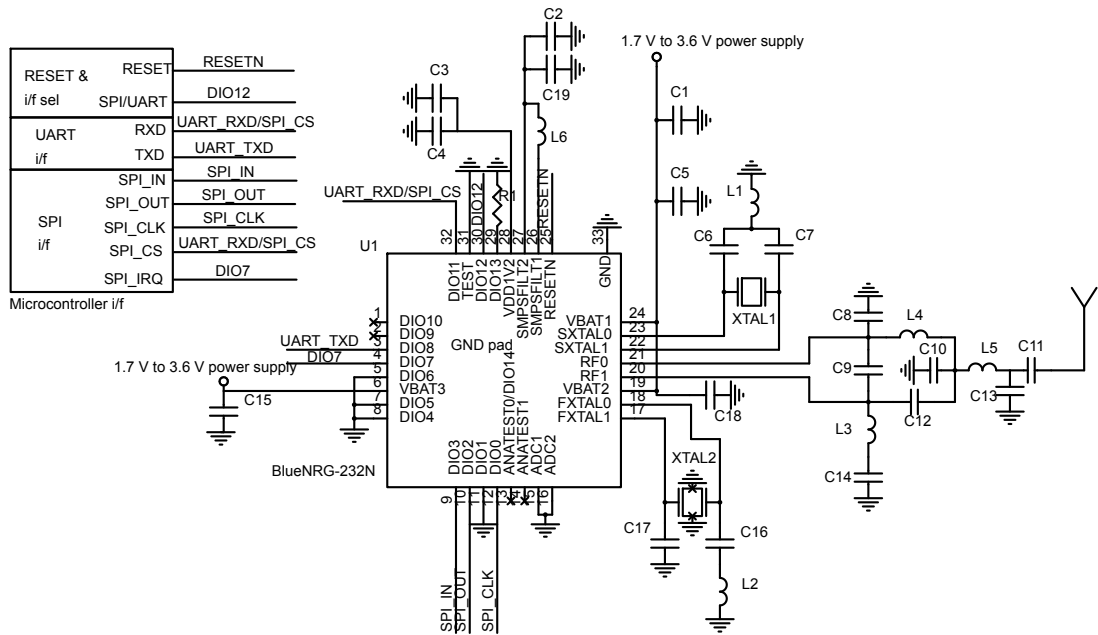 RESET &
i/f sel
RESET
RESETN
SPI/UART
DIO12
UART
i/f
RXD
UART_RXD/SPI_CS
TXD
UART_TXD
SPI
i/f
SPI_IN
SPI_IN
SPI_OUT
SPI_OUT
SPI_CLK
SPI_CLK
SPI_CS
UART_RXD/SPI_CS
SPI_IRQ
DIO7
Microcontroller i/f
C2
C19
C3
C4
L6
1.7 V to 3.6 V power supply
C1
C5
L1
C6
C7
XTAL1
UART_RXD/SPI_CS
DIO12
R1
RESETN
U1
32
31
30
29
28
27
26
25
33
DIO11
TEST
DIO12
DIO13
VDD1V2
SMPSFILT2
SMPSFILT1
RESETN
GND
1
2
3
4
5
6
7
8
DIO10
DIO9
DIO8
DIO7
DIO6
VBAT3
DIO5
DIO4
GND pad
UART_TXD
DIO7
1.7 V to 3.6 V power supply
C15
VBAT1
SXTAL0
SXTAL1
RF0
RF1
VBAT2
FXTAL0
FXTAL1
24
23
22
21
20
19
18
17
C18
C8
L4
C9
C10
L5
C11
C13
C12
L3
C14
DIO3
DIO2
DIO1
DIO0
ANATEST0/DIO14
ANATEST1
ADC1
ADC2
9
10
11
12
13
14
15
16
BlueNRG-232N
SPI_IN
SPI_OUT
SPI_CLK
XTAL2
C17
C16
L2